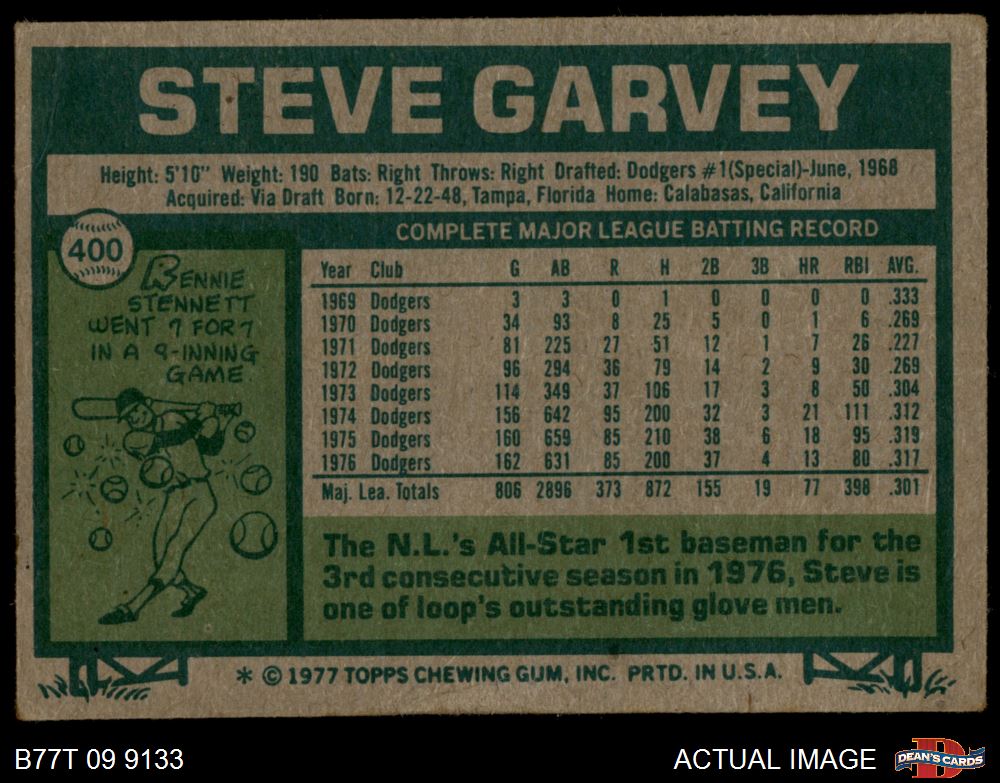 STEVE GARVEY
Height: 5'10" Weight: 190 Bats: Right Throws: Right Drafted: Dodgers #1(Special)-June, 1968
Acquired: Via Draft Born: 12-22-48, Tampa, Florida Home: Calabasas, California
400
BENNIE
STENNETT
WENT 7 FOR 7
IN A 9-INNING
GAME.
COMPLETE MAJOR LEAGUE BATTING RECORD
Year Club G AB R H 2B 3B HR RBI AVG.
1969 Dodgers 3 3 0 1 0 0 0 0 .333
1970 Dodgers 34 93 8 25 5 0 1 6 .269
1971 Dodgers 81 225 27 51 12 1 7 26 .227
1972 Dodgers 96 294 36 79 14 2 9 30 .269
1973 Dodgers 114 349 37 106 17 3 8 50 .304
1974 Dodgers 156 642 95 200 32 3 21 111 .312
1975 Dodgers 160 659 85 210 38 6 18 95 .319
1976 Dodgers 162 631 85 200 37 4 13 80 .317
Maj. Lea. Totals 806 2896 373 872 155 19 77 398 .301
The N.L.'s All-Star 1st baseman for the
3rd consecutive season in 1976, Steve is
one of loop's outstanding glove men.
* © 1977 TOPPS CHEWING GUM, INC. PRTD. IN U.S.A.
B77T 09 9133
ACTUAL IMAGE
D
DEAN'S CARDS